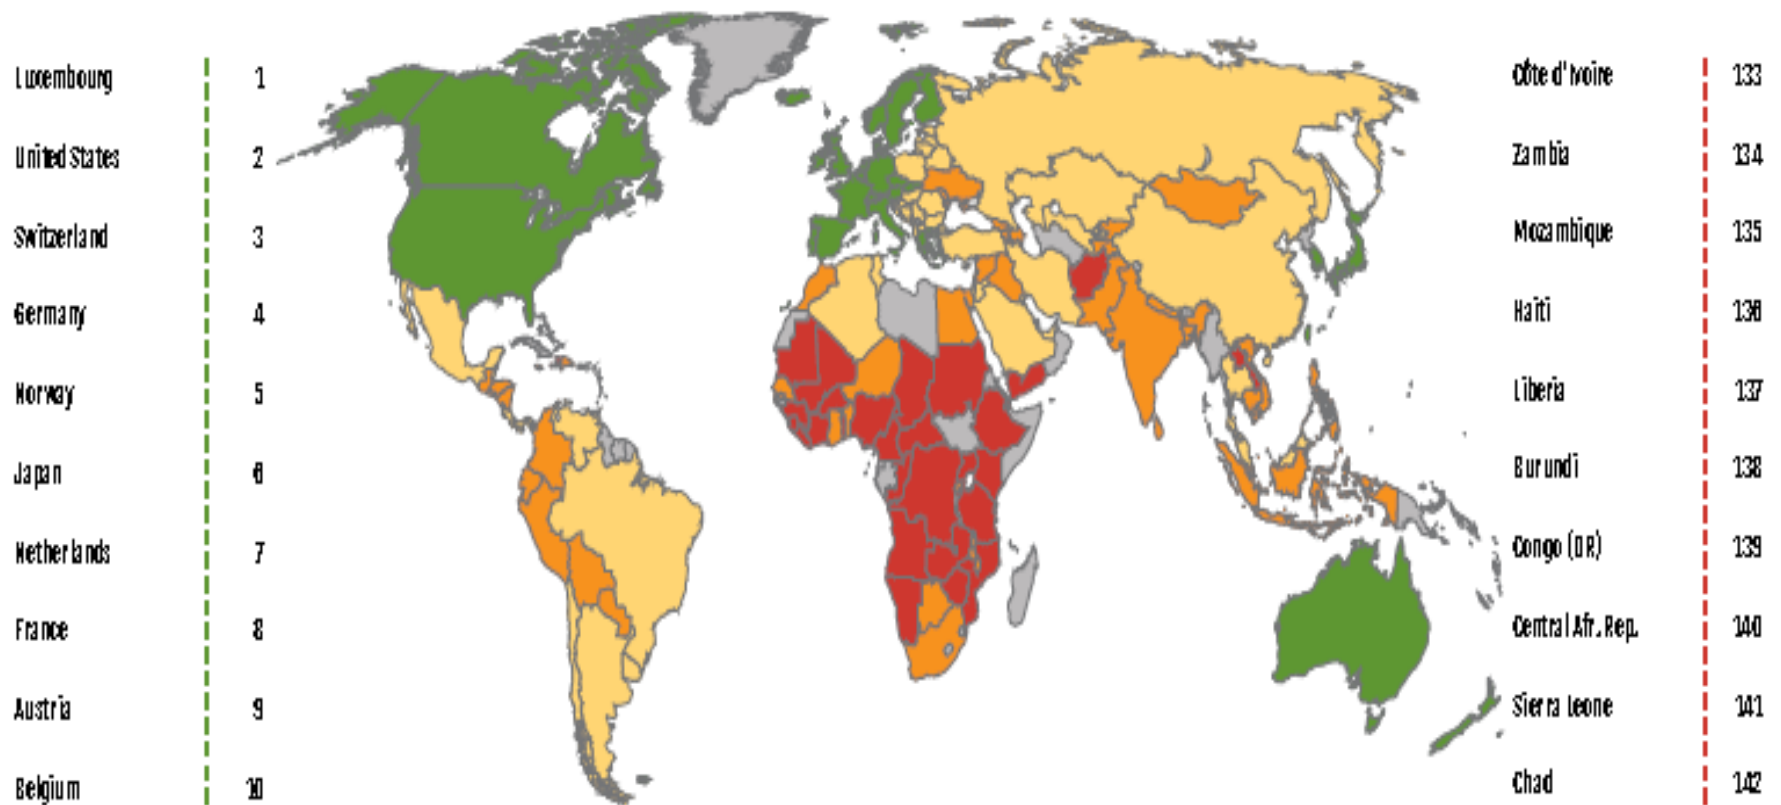 Luxembourg 1
United States 2
Switzerland 3
Germany 4
Norway 5
Japan 6
Netherlands 7
France 8
Austria 9
Belgium 10
Côte d'Ivoire 133
Zambia 134
Mozambique 135
Haiti 136
Liberia 137
Burundi 138
Congo (DR) 139
Central Afr. Rep. 140
Sierra Leone 141
Chad 142